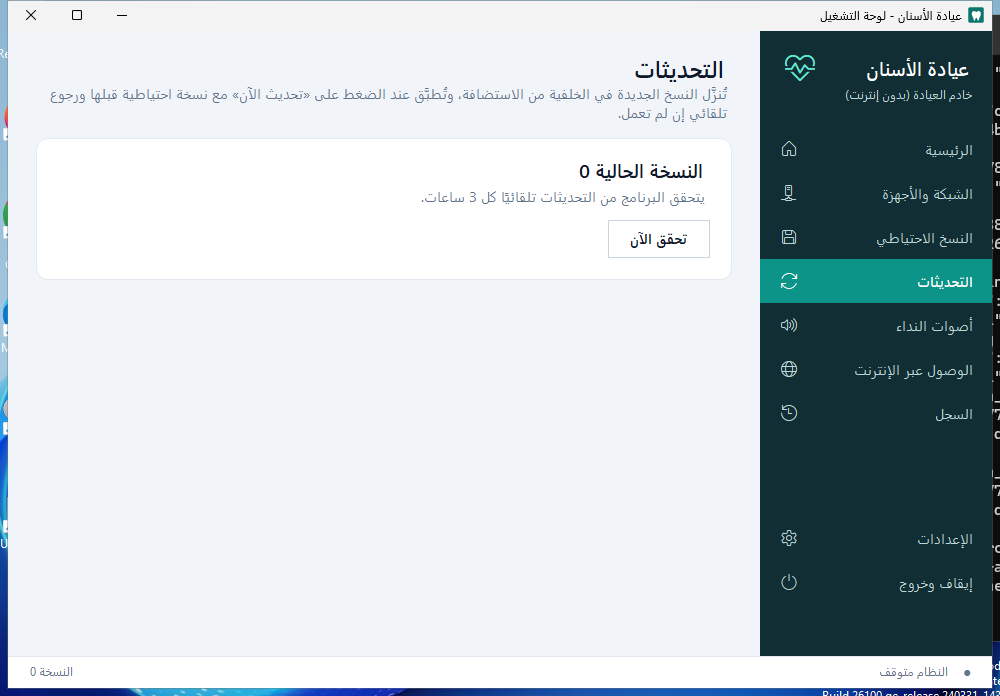 عيادة الأسنان - لوحة التشغيل
عيادة الأسنان
خادم العيادة (بدون إنترنت)
الرئيسية
الشبكة والأجهزة
النسخ الاحتياطي
التحديثات
أصوات النداء
الوصول عبر الإنترنت
السجل
الإعدادات
إيقاف وخروج
التحديثات
تُنزَّل النسخ الجديدة في الخلفية من الاستضافة، وتُطبَّق عند الضغط على «تحديث الآن» مع نسخة احتياطية قبلها ورجوع
تلقائي إن لم تعمل.
النسخة الحالية 0
يتحقق البرنامج من التحديثات تلقائيًا كل 3 ساعات.
تحقق الآن
النظام متوقف
النسخة 0